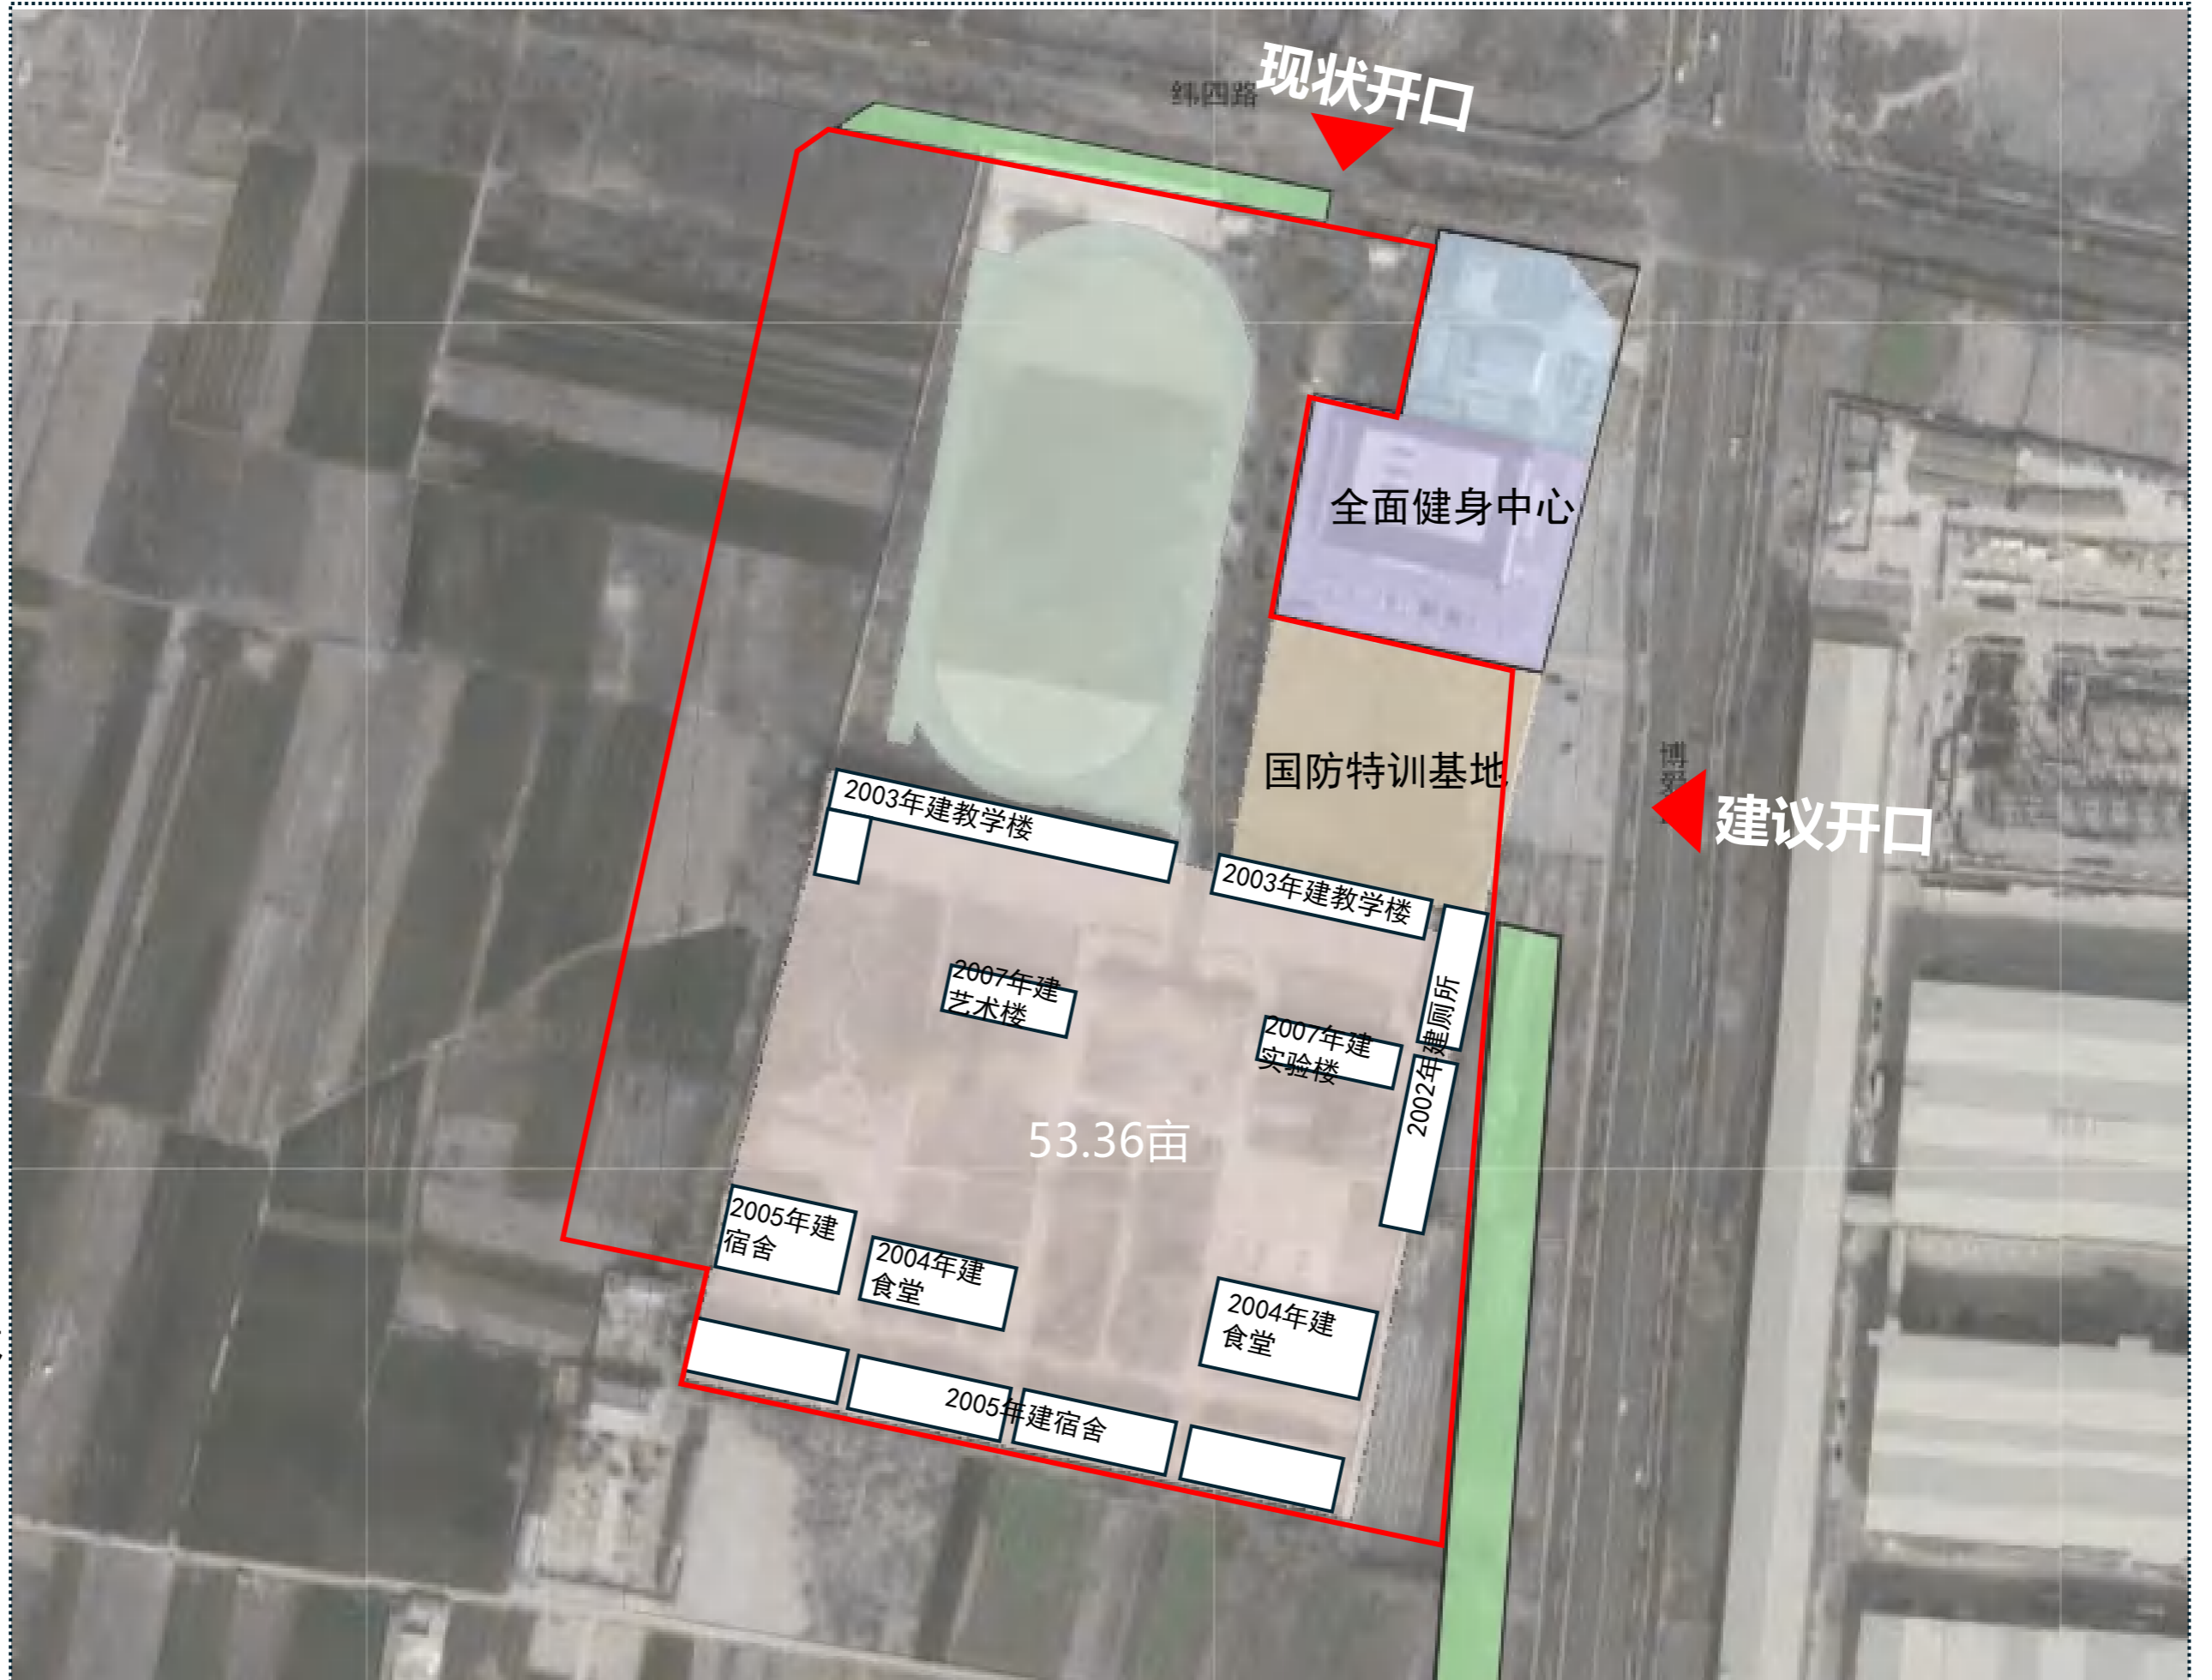 纬四路
现状开口
全面健身中心
国防特训基地
博爱
建议开口
2003年建教学楼
2003年建教学楼
2007年建
艺术楼
2007年建
实验楼
2002年建厕所
53.36亩
2005年建
宿舍
2004年建
食堂
2004年建
食堂
2005年建宿舍